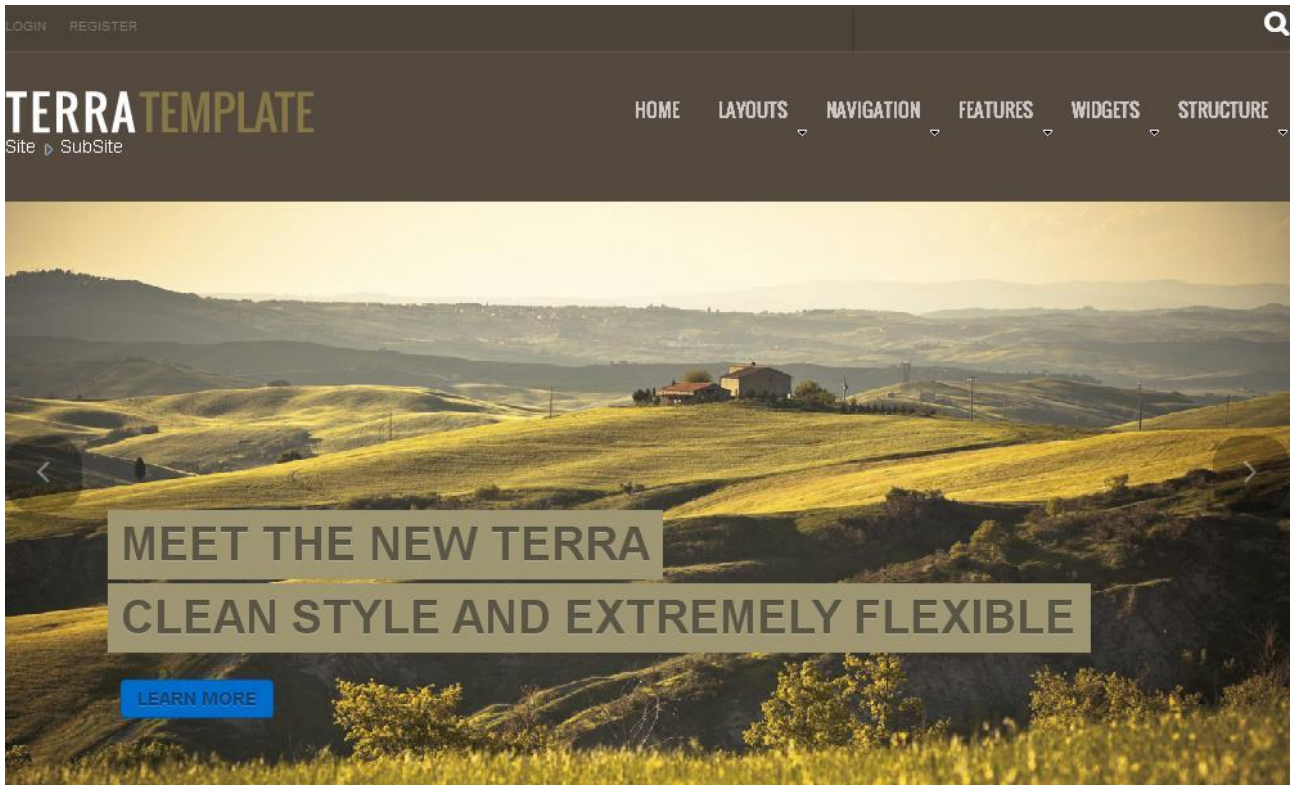 LOGIN REGISTER
TERRATEMPLATE
HOME LAYOUTS NAVIGATION FEATURES WIDGETS STRUCTURE
Site SubSite
MEET THE NEW TERRA
CLEAN STYLE AND EXTREMELY FLEXIBLE
LEARN MORE